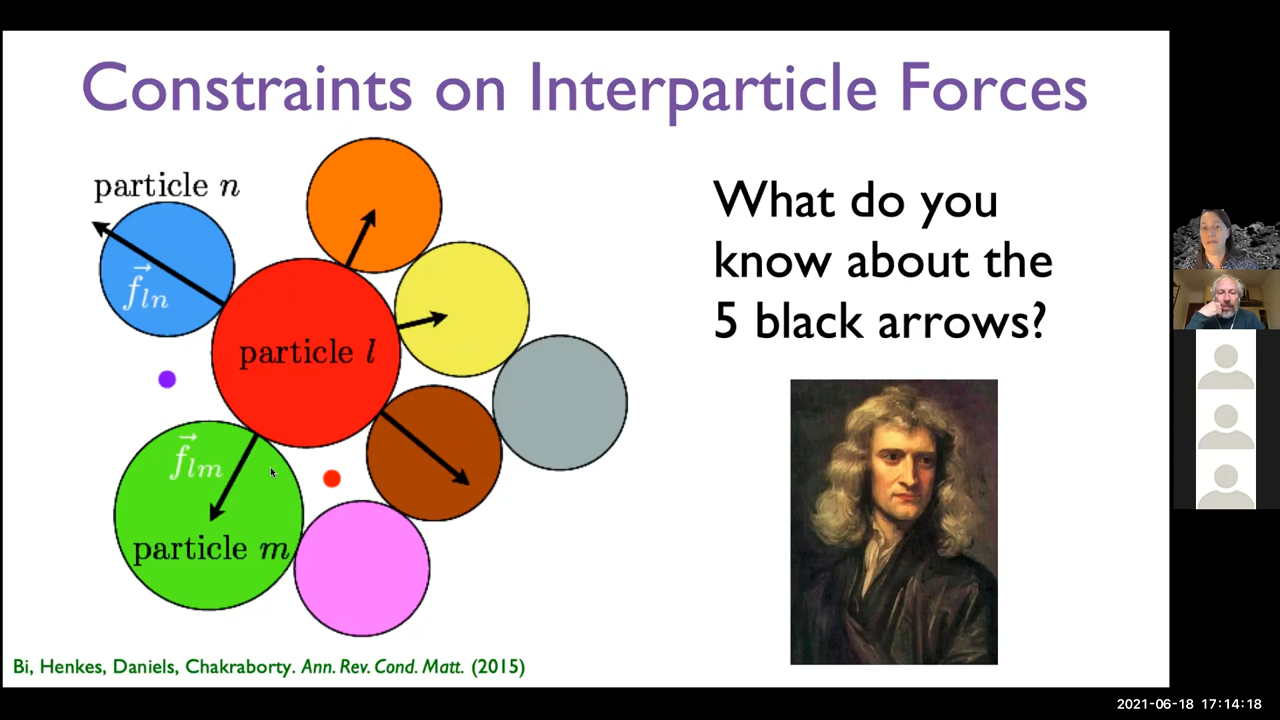 Constraints on Interparticle Forces
particle n
f⃗ln
particle l
f⃗lm
particle m
What do you
know about the
5 black arrows?
Bi, Henkes, Daniels, Chakraborty. Ann. Rev. Cond. Matt. (2015)
2021-06-18 17:14:18